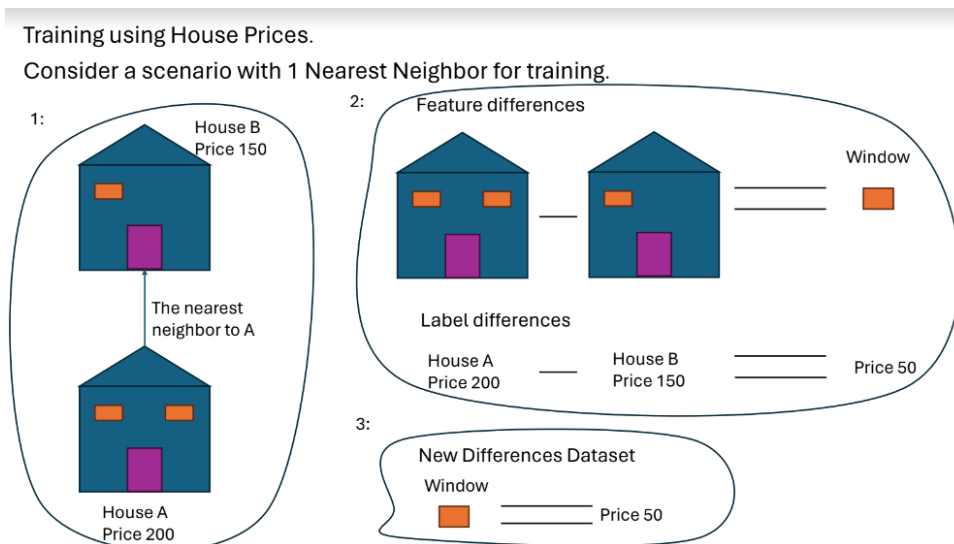 Training using House Prices.
Consider a scenario with 1 Nearest Neighbor for training.
1:
House B
Price 150
The nearest
neighbor to A
House A
Price 200
2:
Feature differences
Window
Label differences
House A
Price 200
House B
Price 150
Price 50
3:
New Differences Dataset
Window
Price 50